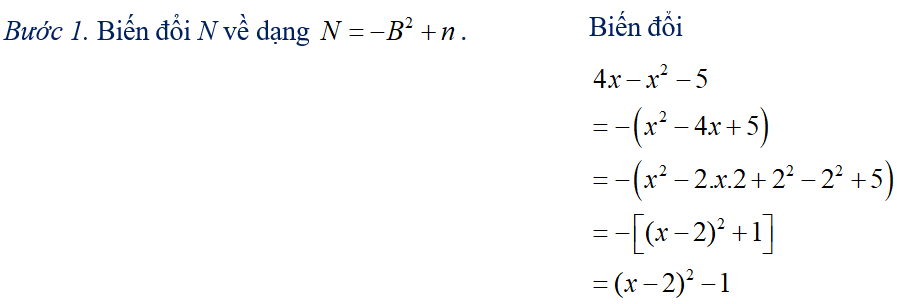 Bước 1. Biến đổi N về dạng N = −B² + n .
Biến đổi
4x − x² − 5
= −(x² − 4x + 5)
= −(x² − 2.x.2 + 2² − 2² + 5)
= −[(x − 2)² + 1]
= (x − 2)² − 1